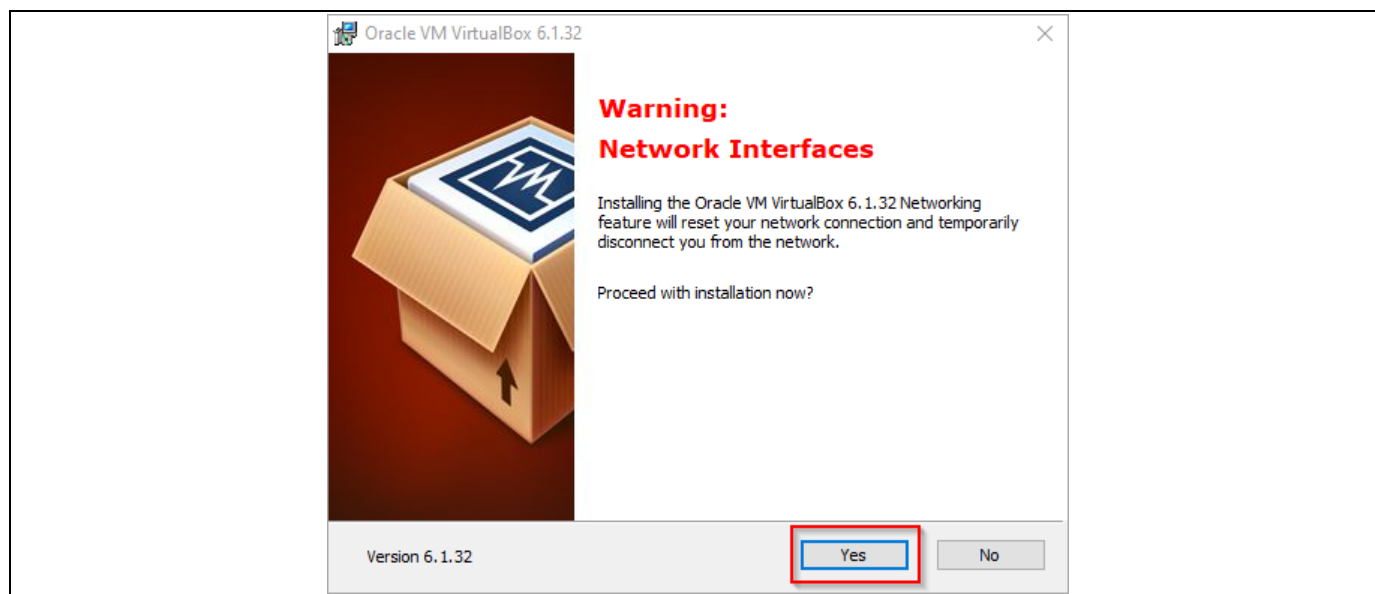 Oracle VM VirtualBox 6.1.32
Warning:
Network Interfaces
Installing the Oracle VM VirtualBox 6.1.32 Networking
feature will reset your network connection and temporarily
disconnect you from the network.
Proceed with installation now?
Version 6.1.32
Yes
No